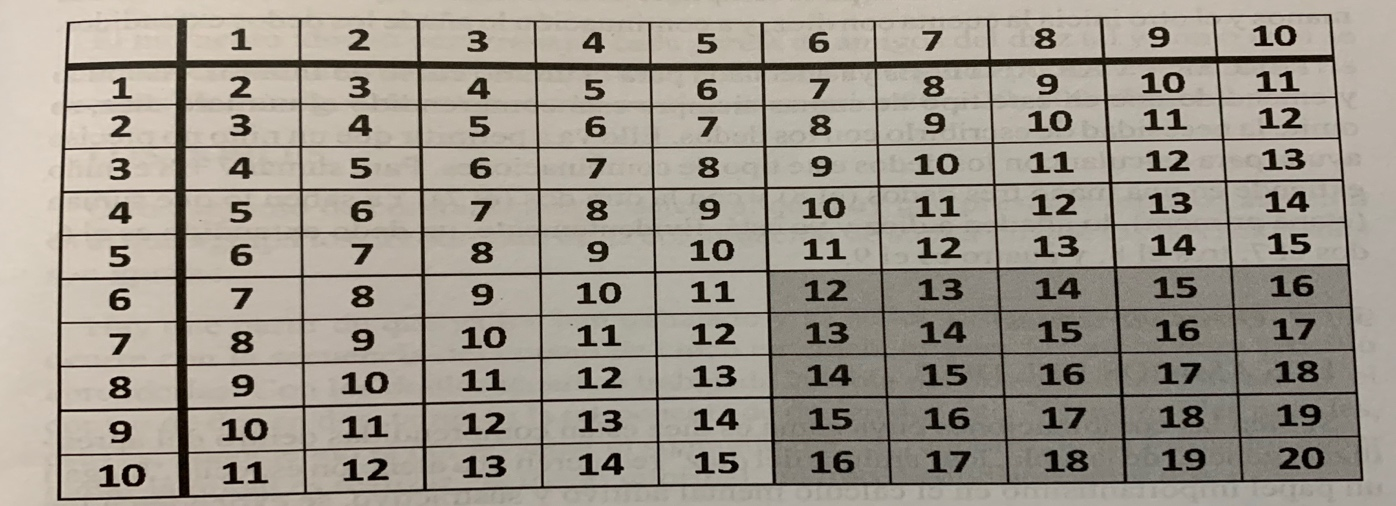 1 2 3 4 5 6 7 8 9 10
1 2 3 4 5 6 7 8 9 10 11
2 3 4 5 6 7 8 9 10 11 12
3 4 5 6 7 8 9 10 11 12 13
4 5 6 7 8 9 10 11 12 13 14
5 6 7 8 9 10 11 12 13 14 15
6 7 8 9 10 11 12 13 14 15 16
7 8 9 10 11 12 13 14 15 16 17
8 9 10 11 12 13 14 15 16 17 18
9 10 11 12 13 14 15 16 17 18 19
10 11 12 13 14 15 16 17 18 19 20